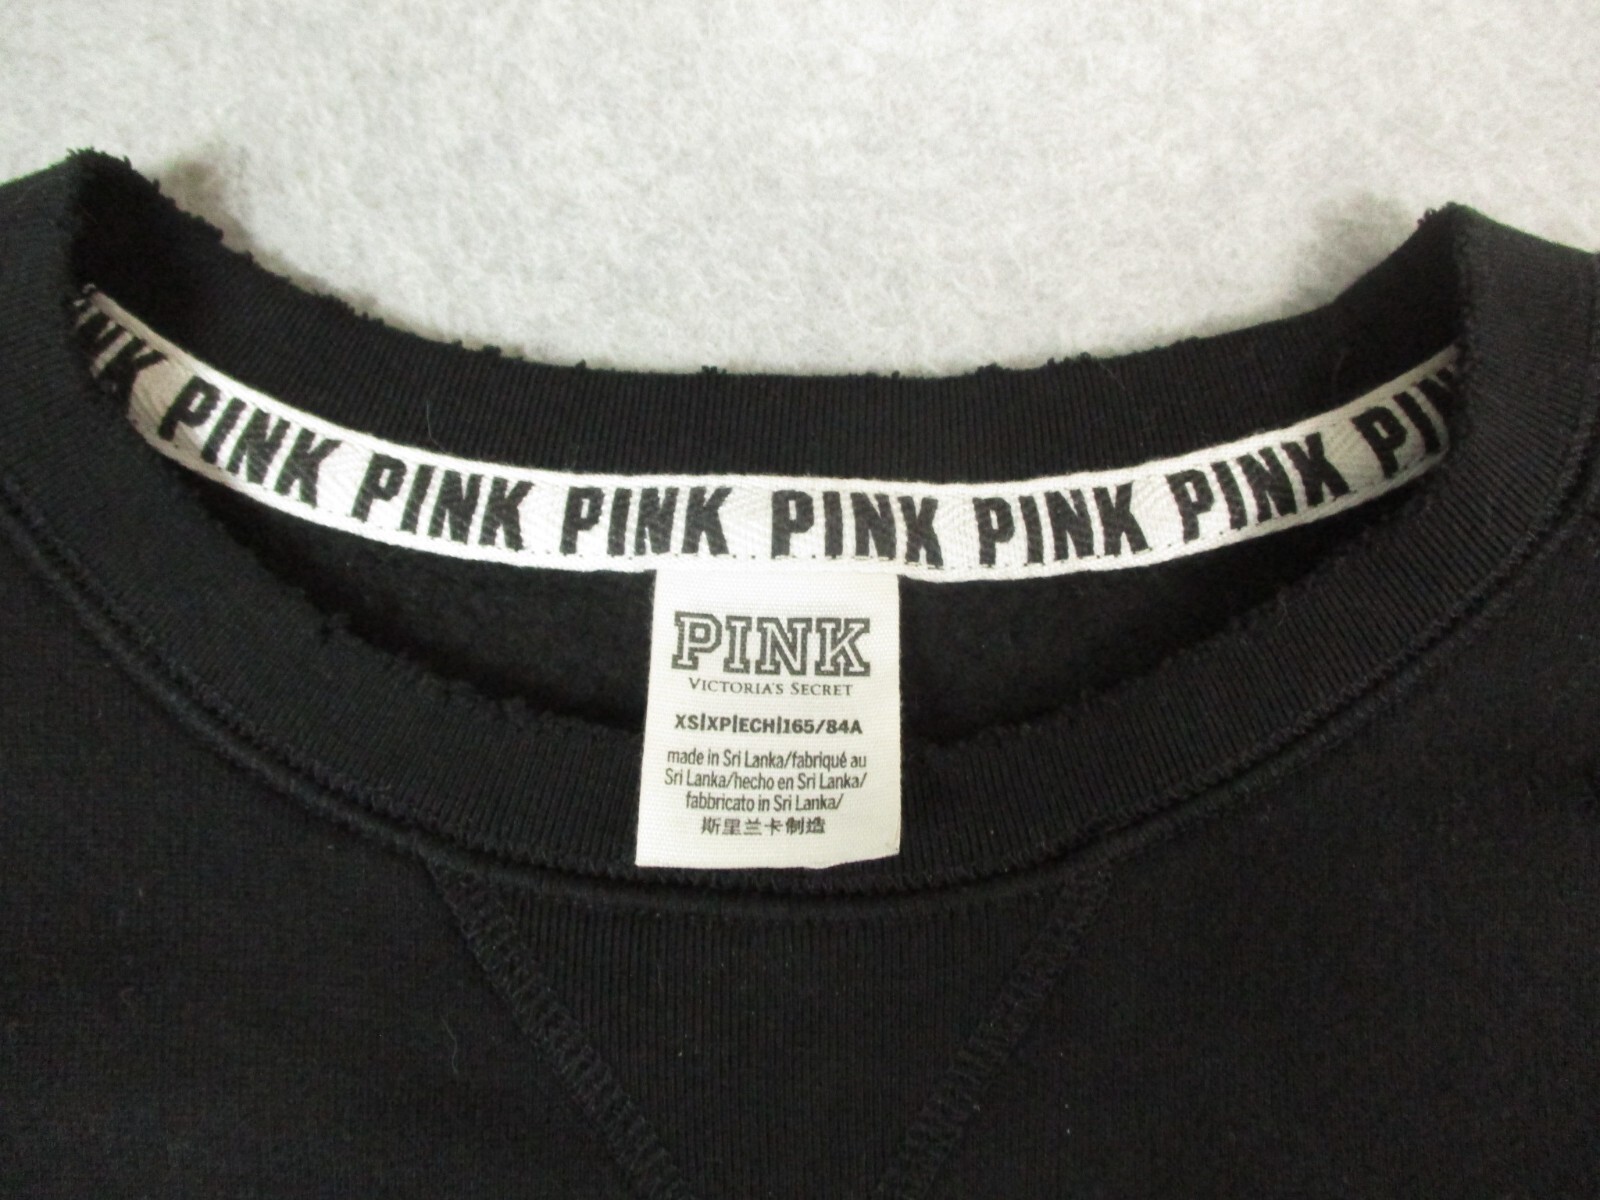 PINK PINK PINK PINK PINK PINK
PINK
VICTORIA'S SECRET
XS|XP|ECH|165/84A
made in Sri Lanka/fabriqué au
Sri Lanka/hecho en Sri Lanka/
fabbricato in Sri Lanka/
斯里兰卡制造